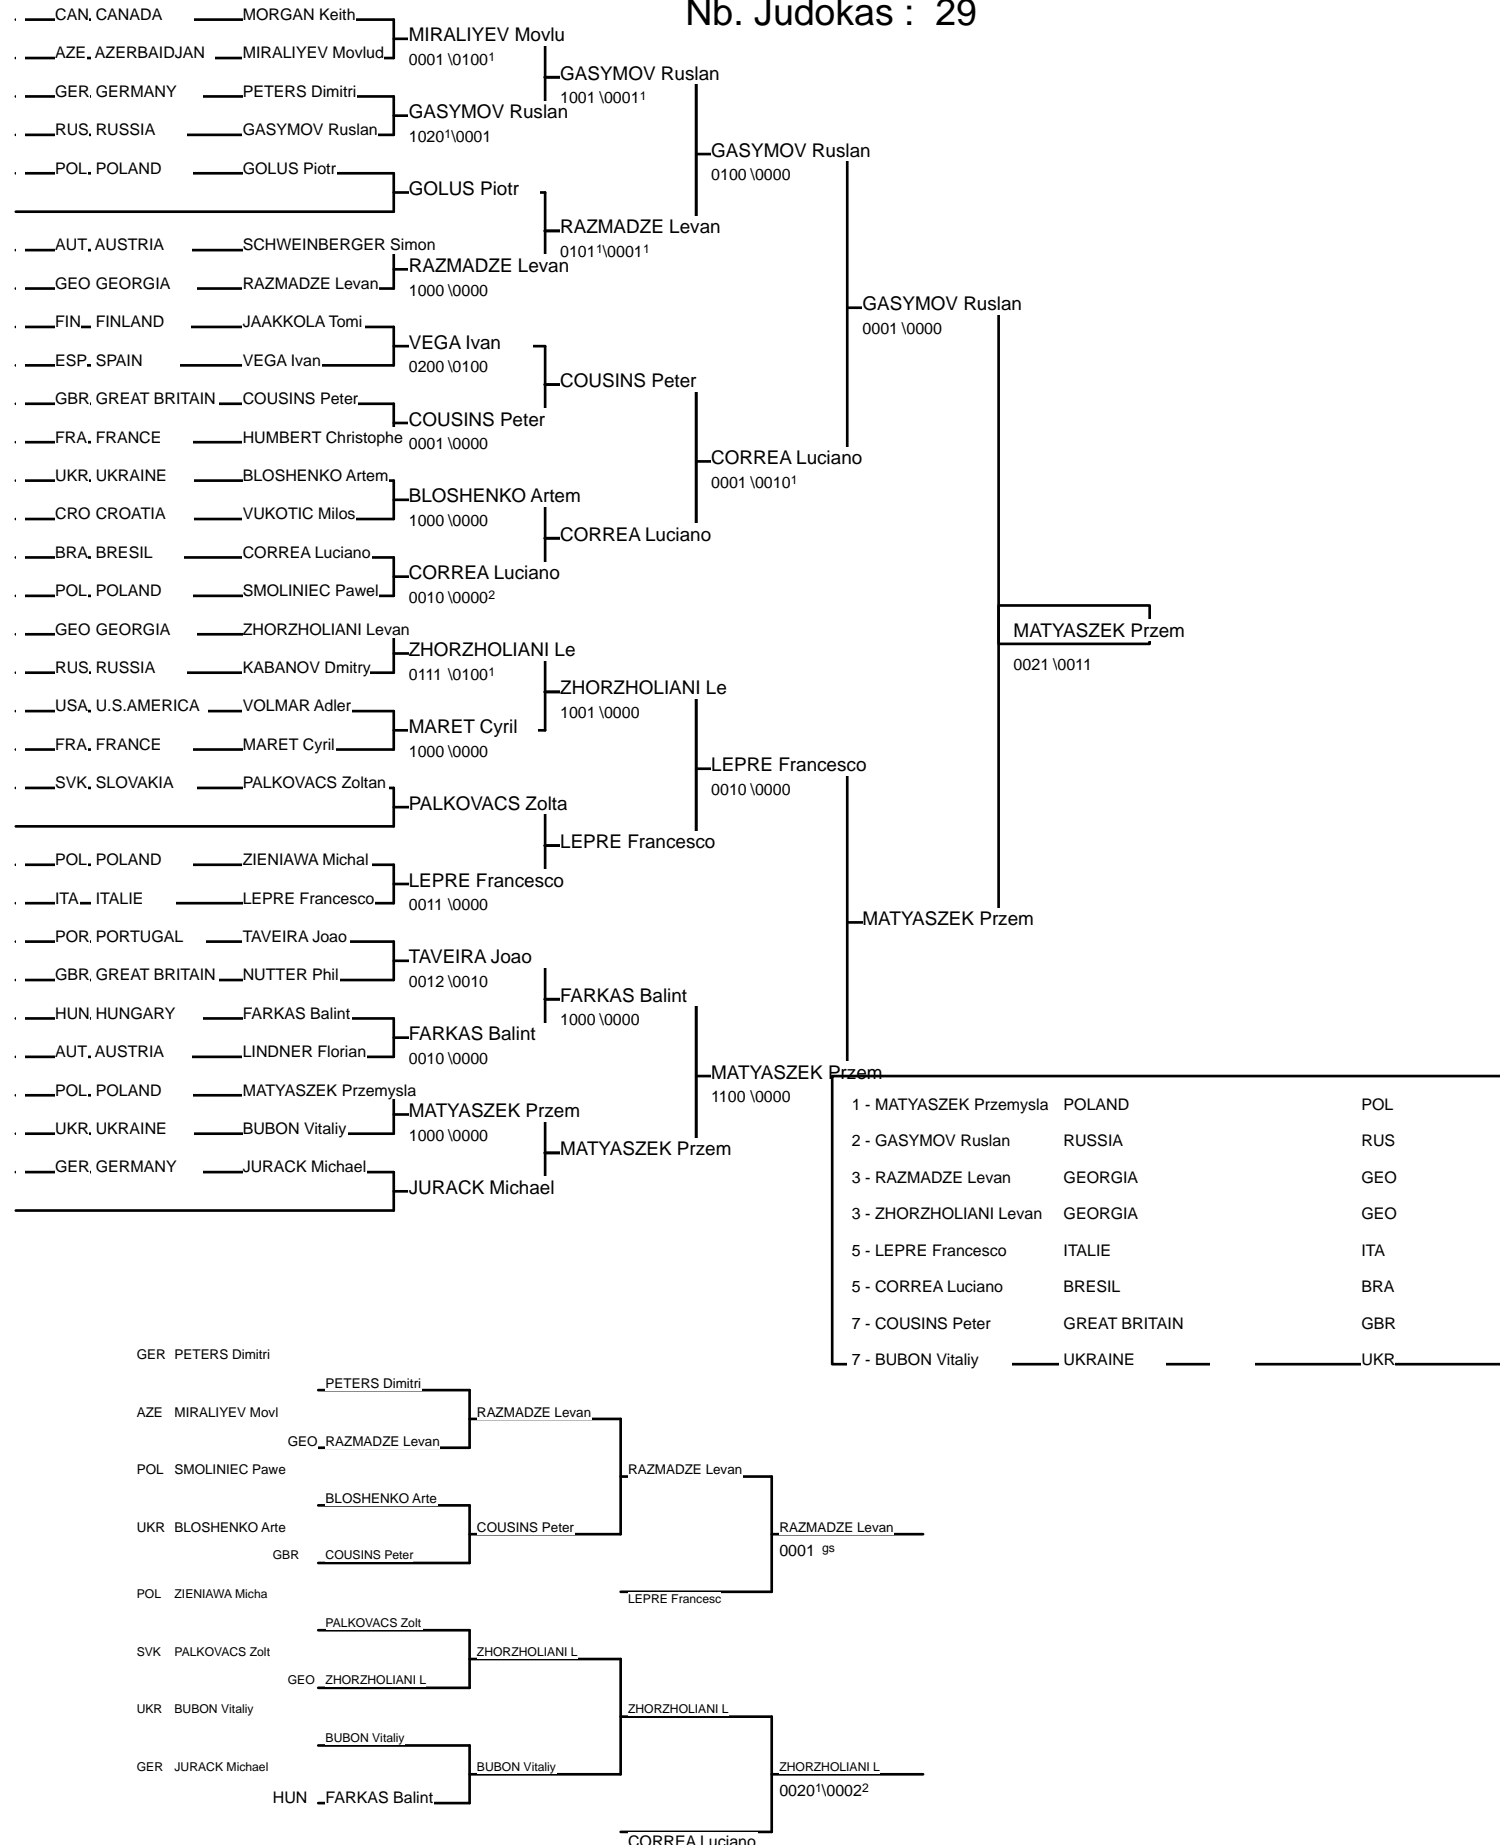 Nb. Judokas : 29
CAN CANADA MORGAN Keith
MIRALIYEV Movlu
AZE AZERBAIDJAN MIRALIYEV Movlud
0001 \0100¹
GASYMOV Ruslan
GER GERMANY PETERS Dimitri
1001 \0001¹
GASYMOV Ruslan
RUS RUSSIA GASYMOV Ruslan
1020¹\0001
GASYMOV Ruslan
POL POLAND GOLUS Piotr
0100 \0000
GOLUS Piotr
RAZMADZE Levan
AUT AUSTRIA SCHWEINBERGER Simon
0101¹\0001¹
RAZMADZE Levan
GEO GEORGIA RAZMADZE Levan
1000 \0000
GASYMOV Ruslan
FIN FINLAND JAAKKOLA Tomi
0001 \0000
VEGA Ivan
ESP SPAIN VEGA Ivan
0200 \0100
COUSINS Peter
GBR GREAT BRITAIN COUSINS Peter
COUSINS Peter
FRA FRANCE HUMBERT Christophe
0001 \0000
CORREA Luciano
UKR UKRAINE BLOSHENKO Artem
0001 \0010¹
BLOSHENKO Artem
CRO CROATIA VUKOTIC Milos
1000 \0000
CORREA Luciano
BRA BRESIL CORREA Luciano
CORREA Luciano
POL POLAND SMOLINIEC Pawel
0010 \0000²
GEO GEORGIA ZHORZHOLIANI Levan
MATYASZEK Przem
ZHORZHOLIANI Le
0021 \0011
RUS RUSSIA KABANOV Dmitry
0111 \0100¹
ZHORZHOLIANI Le
USA U.S.AMERICA VOLMAR Adler
1001 \0000
MARET Cyril
FRA FRANCE MARET Cyril
1000 \0000
LEPRE Francesco
SVK SLOVAKIA PALKOVACS Zoltan
0010 \0000
PALKOVACS Zolta
LEPRE Francesco
POL POLAND ZIENIAWA Michal
LEPRE Francesco
ITA ITALIE LEPRE Francesco
0011 \0000
MATYASZEK Przem
POR PORTUGAL TAVEIRA Joao
TAVEIRA Joao
GBR GREAT BRITAIN NUTTER Phil
0012 \0010
FARKAS Balint
HUN HUNGARY FARKAS Balint
1000 \0000
FARKAS Balint
AUT AUSTRIA LINDNER Florian
0010 \0000
MATYASZEK Przem
POL POLAND MATYASZEK Przemysla
1100 \0000
MATYASZEK Przem
UKR UKRAINE BUBON Vitaliy
1000 \0000
MATYASZEK Przem
GER GERMANY JURACK Michael
JURACK Michael
1 - MATYASZEK Przemysla POLAND POL
2 - GASYMOV Ruslan RUSSIA RUS
3 - RAZMADZE Levan GEORGIA GEO
3 - ZHORZHOLIANI Levan GEORGIA GEO
5 - LEPRE Francesco ITALIE ITA
5 - CORREA Luciano BRESIL BRA
7 - COUSINS Peter GREAT BRITAIN GBR
7 - BUBON Vitaliy UKRAINE UKR
GER PETERS Dimitri
PETERS Dimitri
AZE MIRALIYEV Movl
RAZMADZE Levan
GEO RAZMADZE Levan
POL SMOLINIEC Pawe
RAZMADZE Levan
BLOSHENKO Arte
UKR BLOSHENKO Arte
COUSINS Peter
RAZMADZE Levan
0001 gs
GBR COUSINS Peter
POL ZIENIAWA Micha
LEPRE Francesc
PALKOVACS Zolt
SVK PALKOVACS Zolt
ZHORZHOLIANI L
GEO ZHORZHOLIANI L
UKR BUBON Vitaliy
ZHORZHOLIANI L
BUBON Vitaliy
GER JURACK Michael
BUBON Vitaliy
ZHORZHOLIANI L
0020¹\0002²
HUN FARKAS Balint
CORREA Luciano